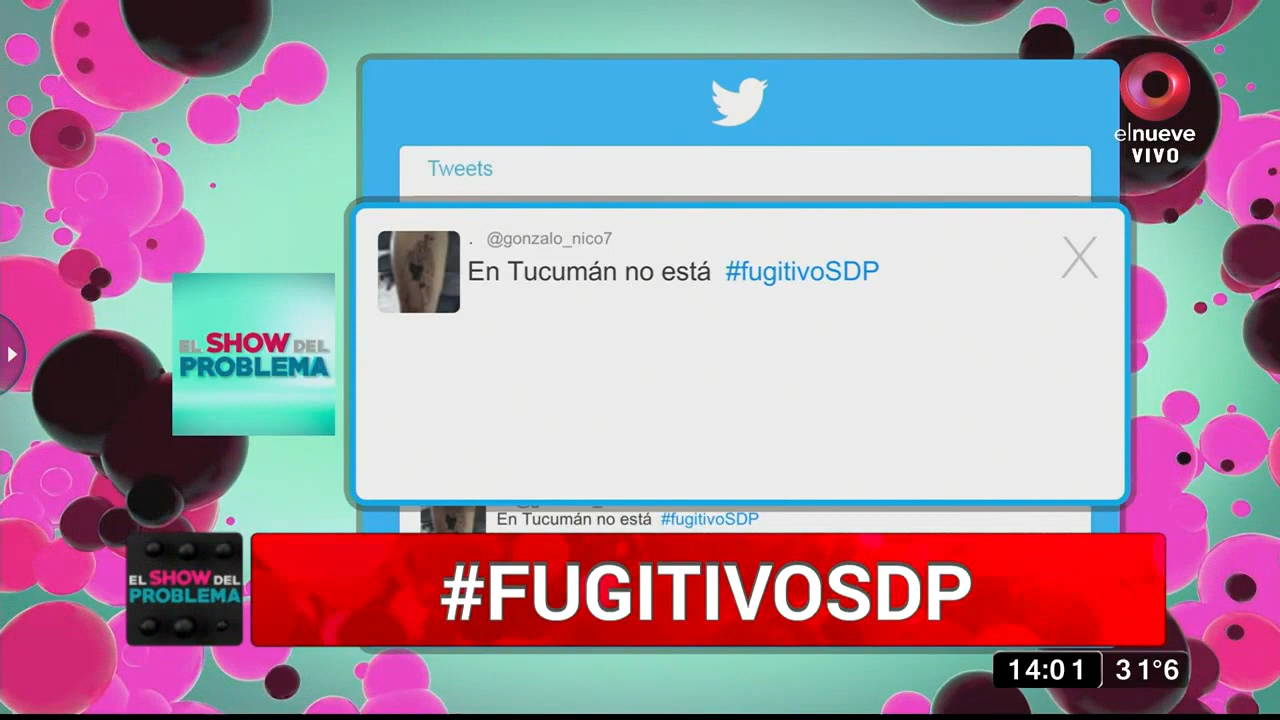 elnueve
VIVO
Tweets
. @gonzalo_nico7
En Tucumán no está #fugitivoSDP
EL SHOW DEL
PROBLEMA
En Tucumán no está #fugitivoSDP
EL SHOW DEL
PROBLEMA
#FUGITIVOSDP
14:01 31°6